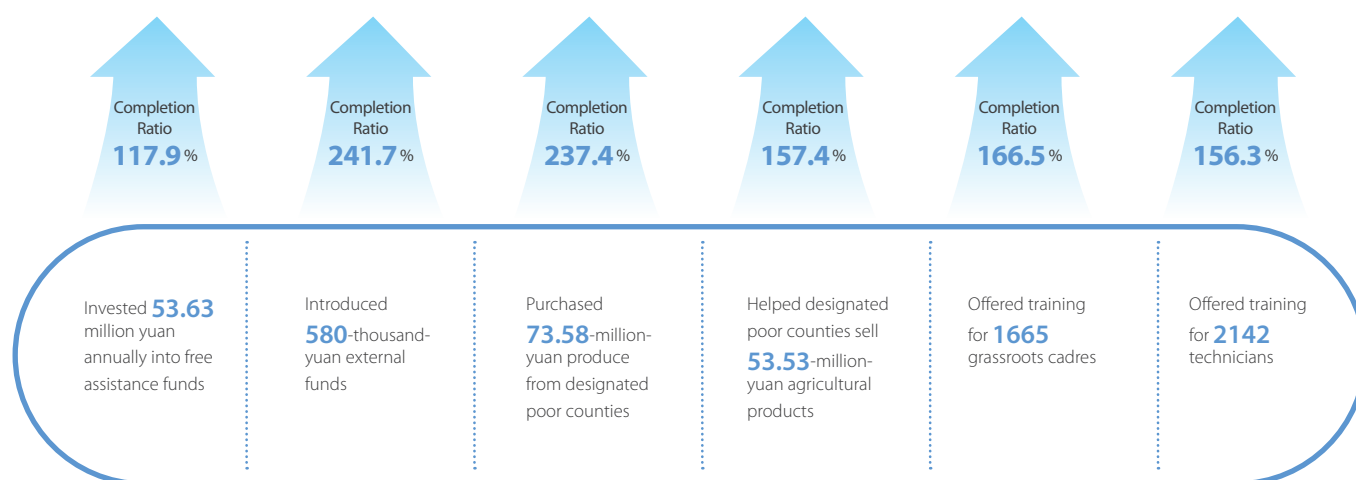 Completion
Ratio
117.9 %
Completion
Ratio
241.7 %
Completion
Ratio
237.4 %
Completion
Ratio
157.4 %
Completion
Ratio
166.5 %
Completion
Ratio
156.3 %
Invested 53.63
million yuan
annually into free
assistance funds
Introduced
580-thousand-
yuan external
funds
Purchased
73.58-million-
yuan produce
from designated
poor counties
Helped designated
poor counties sell
53.53-million-
yuan agricultural
products
Offered training
for 1665
grassroots cadres
Offered training
for 2142
technicians